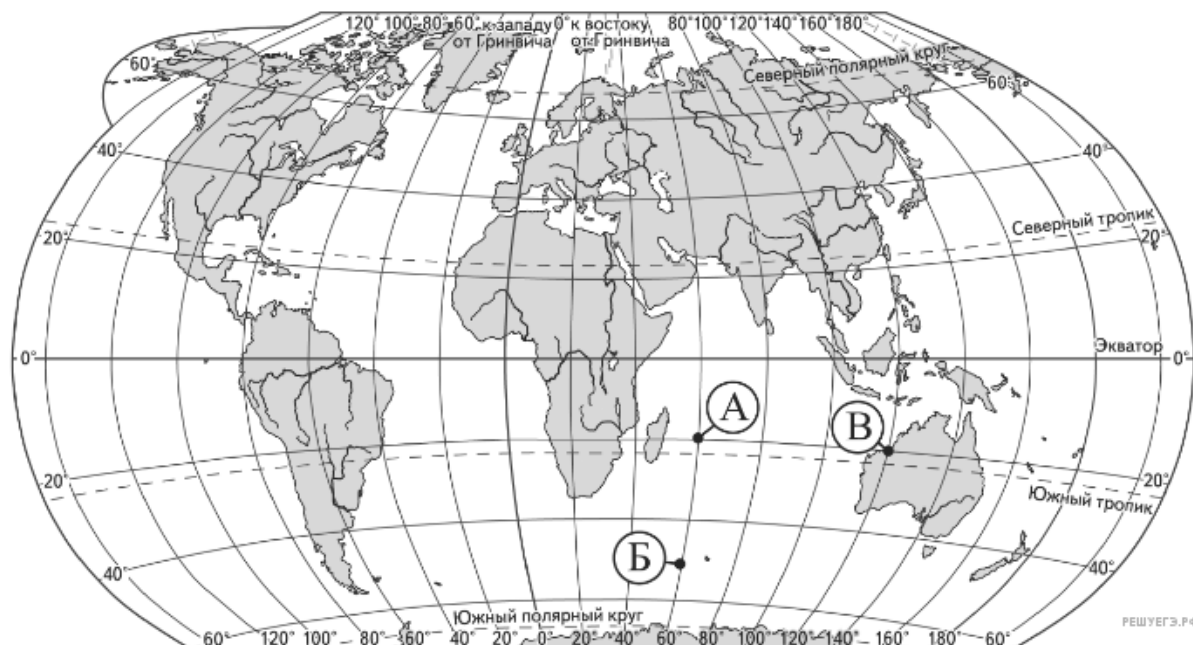 120° 100° 80° 60° к западу 0° к востоку 80° 100° 120° 140° 160° 180°
от Гринвича от Гринвича
60° Северный полярный круг 60°
40° 40°
Северный тропик
20° 20°
Экватор
0° 0°
А
В
20° 20°
Южный тропик
Б
40° 40°
Южный полярный круг
РЕШУЕГЭ.РФ
60° 120° 100° 80° 60° 40° 20° 0 20° 40° 60° 80° 100° 120° 140° 160° 180° 60°